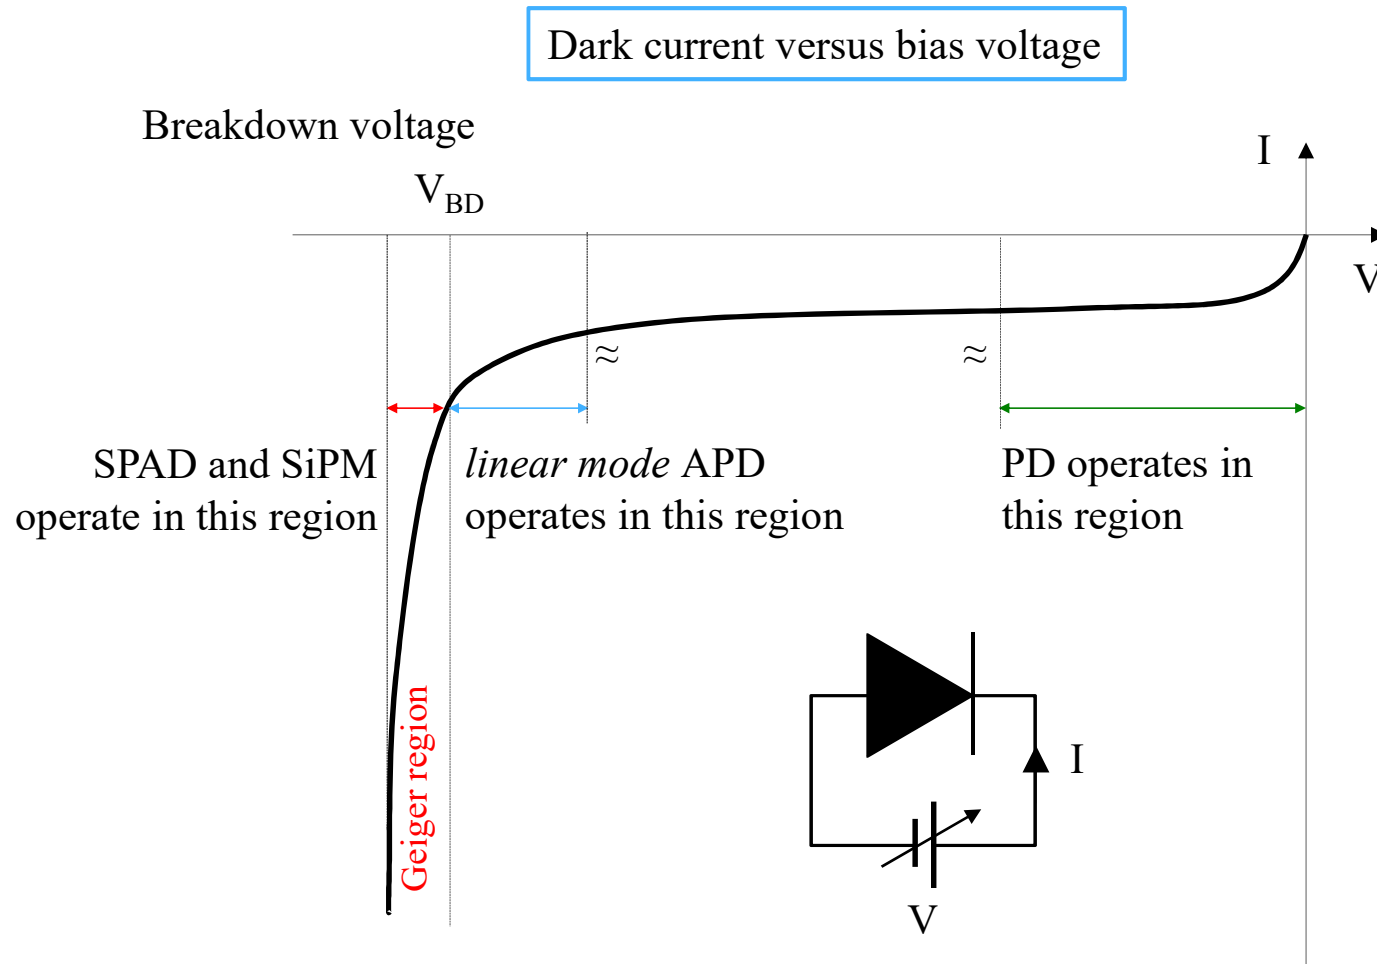 Dark current versus bias voltage
Breakdown voltage
V_BD
I
V
≈
≈
SPAD and SiPM
operate in this region
linear mode APD
operates in this region
PD operates in
this region
Geiger region
I
V